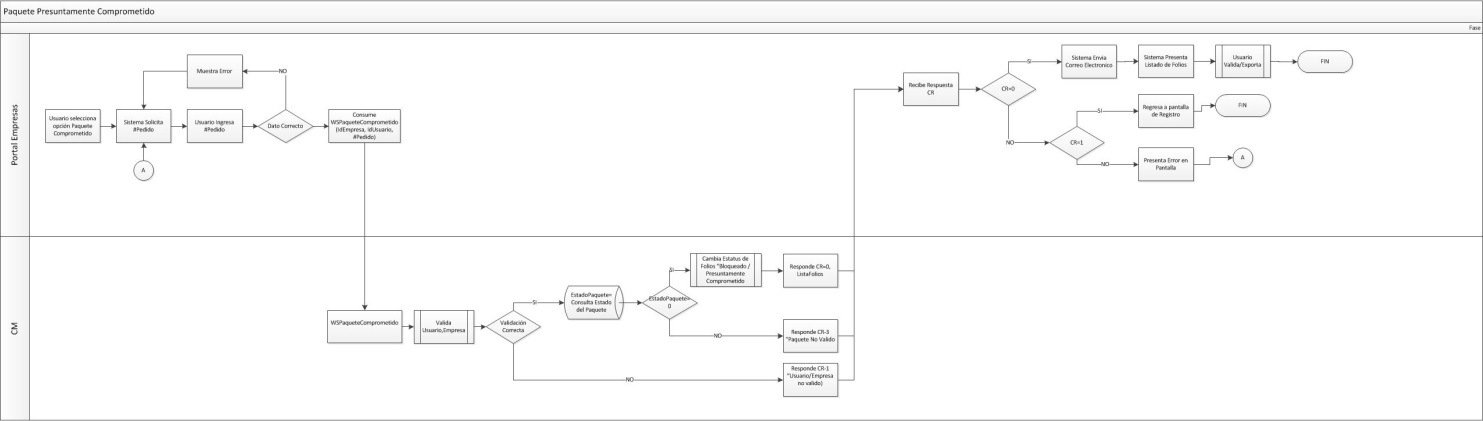 Paquete Presuntamente Comprometido
Fase
Portal Empresas
Usuario selecciona
opción Paquete
Comprometido
Sistema Solicita
#Pedido
A
Muestra Error
Usuario Ingresa
#Pedido
Dato Correcto
NO
Consume
WSPaqueteComprometido
(IdEmpresa, IdUsuario,
#Pedido)
Recibe Respuesta
CR
CR=0
SI
Sistema Envia
Correo Electronico
Sistema Presenta
Listado de Folios
Usuario
Valida/Exporta
FIN
NO
CR=1
SI
Regresa a pantalla
de Registro
FIN
NO
Presenta Error en
Pantalla
A
CM
WSPaqueteComprometido
Valida
Usuario,Empresa
Validación
Correcta
SI
EstadoPaquete=
Consulta Estado
del Paquete
EstadoPaquete=
0
SI
Cambia Estatus de
Folios "Bloqueado /
Presuntamente
Comprometido
Responde CR=0,
ListaFolios
NO
Responde CR-3
"Paquete No Valido
NO
Responde CR-1
"Usuario/Empresa
no valido)